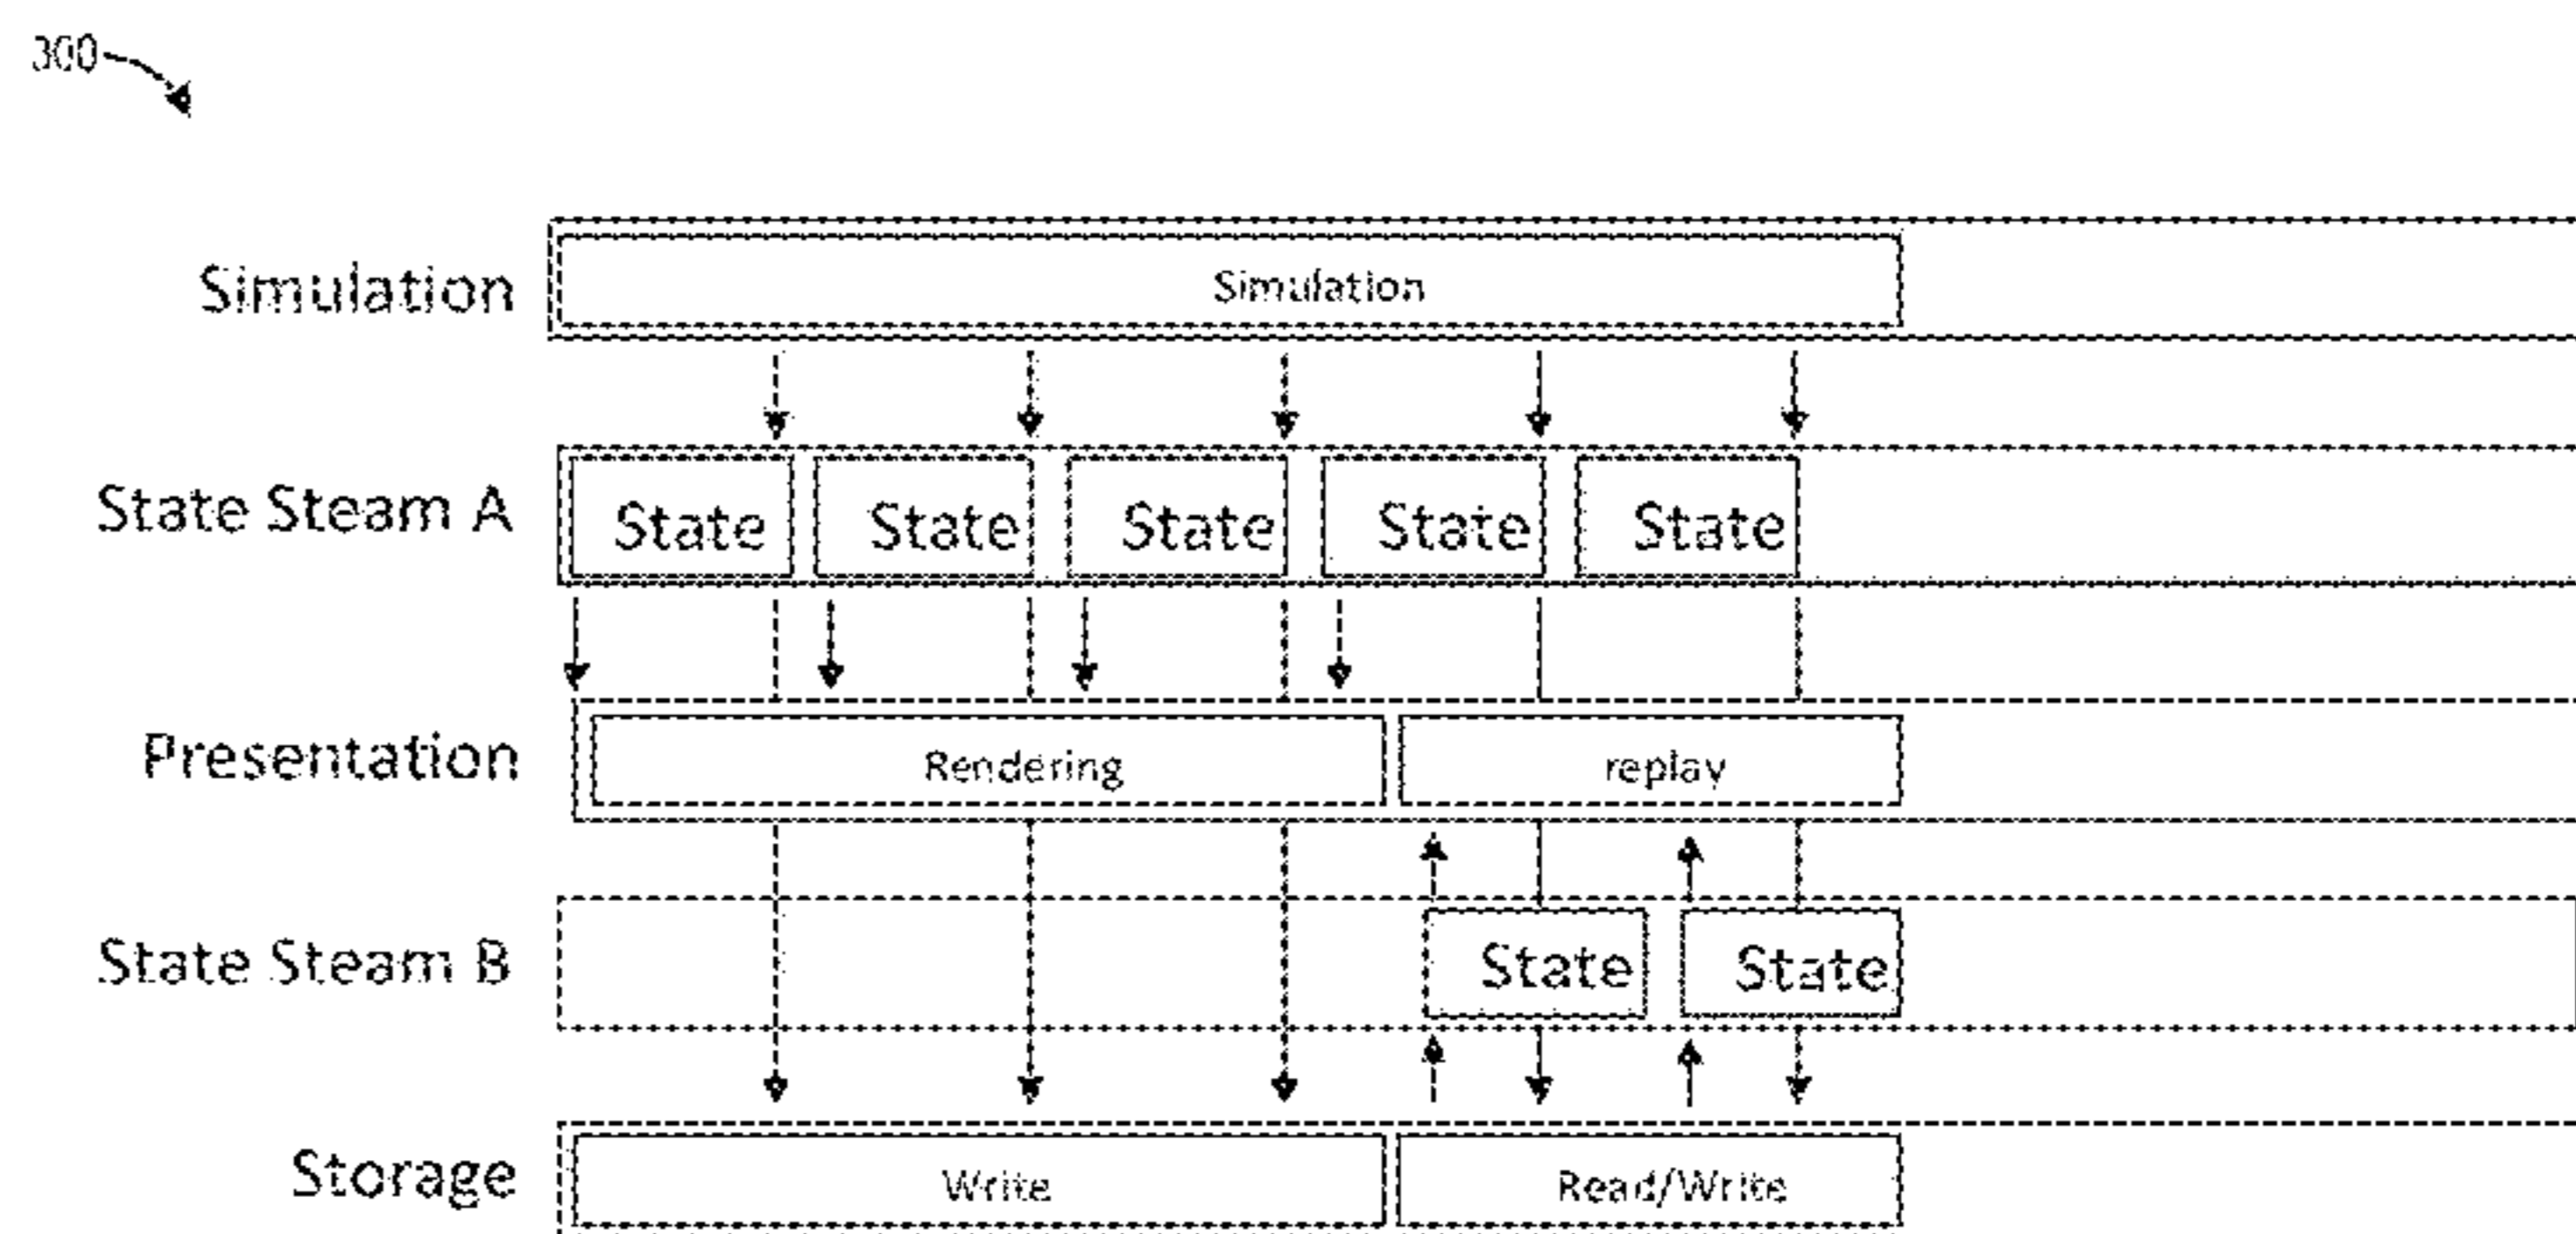 300
Simulation
Simulation
State Steam A
State State State State State
Presentation
Rendering replay
State Steam B
State State
Storage
Write Read/Write